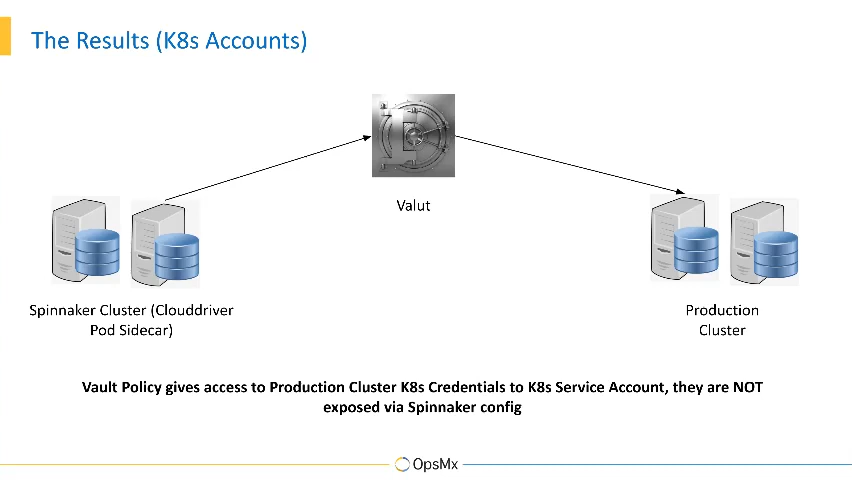 The Results (K8s Accounts)
Valut
Spinnaker Cluster (Clouddriver
Pod Sidecar)
Production
Cluster
Vault Policy gives access to Production Cluster K8s Credentials to K8s Service Account, they are NOT
exposed via Spinnaker config
OpsMx